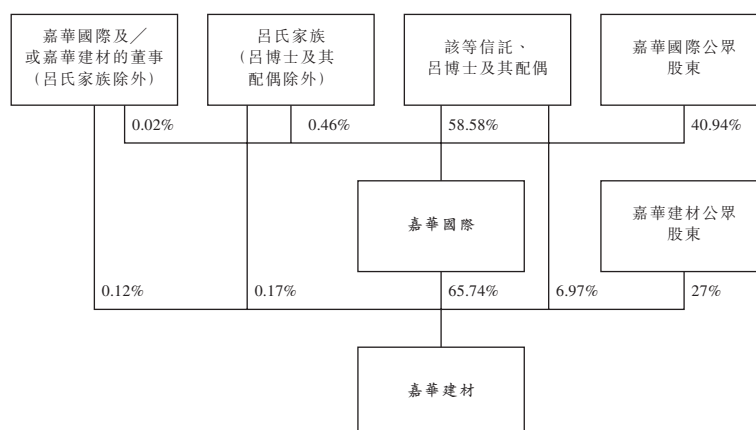 嘉華國際及╱
或嘉華建材的董事
(呂氏家族除外)
呂氏家族
(呂博士及其
配偶除外)
該等信託、
呂博士及其配偶
嘉華國際公眾
股東
0.02%
0.46%
58.58%
40.94%
嘉華國際
嘉華建材公眾
股東
0.12%
0.17%
65.74%
6.97%
27%
嘉華建材